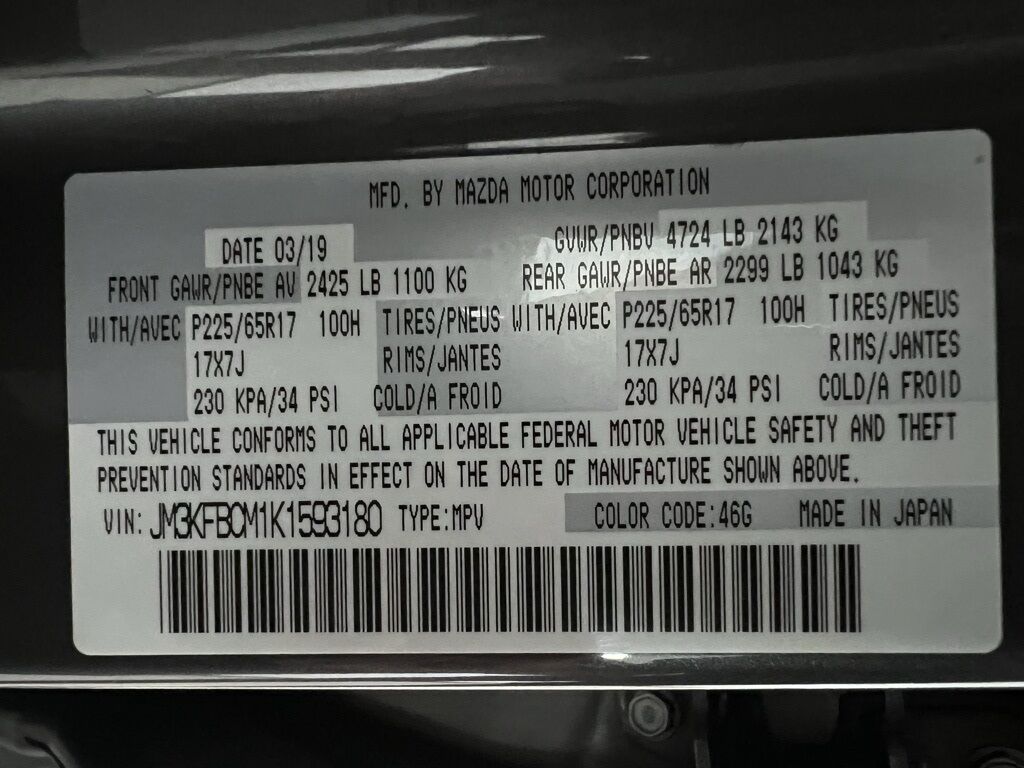 MFD. BY MAZDA MOTOR CORPORATION
DATE 03/19 GVWR/PNBV 4724 LB 2143 KG
FRONT GAWR/PNBE AV 2425 LB 1100 KG REAR GAWR/PNBE AR 2299 LB 1043 KG
WITH/AVEC P225/65R17 100H TIRES/PNEUS WITH/AVEC P225/65R17 100H TIRES/PNEUS
17X7J RIMS/JANTES 17X7J RIMS/JANTES
230 KPA/34 PSI COLD/A FROID 230 KPA/34 PSI COLD/A FROID
THIS VEHICLE CONFORMS TO ALL APPLICABLE FEDERAL MOTOR VEHICLE SAFETY AND THEFT
PREVENTION STANDARDS IN EFFECT ON THE DATE OF MANUFACTURE SHOWN ABOVE.
VIN: JM3KFBCM1K1593180 TYPE:MPV COLOR CODE:46G MADE IN JAPAN